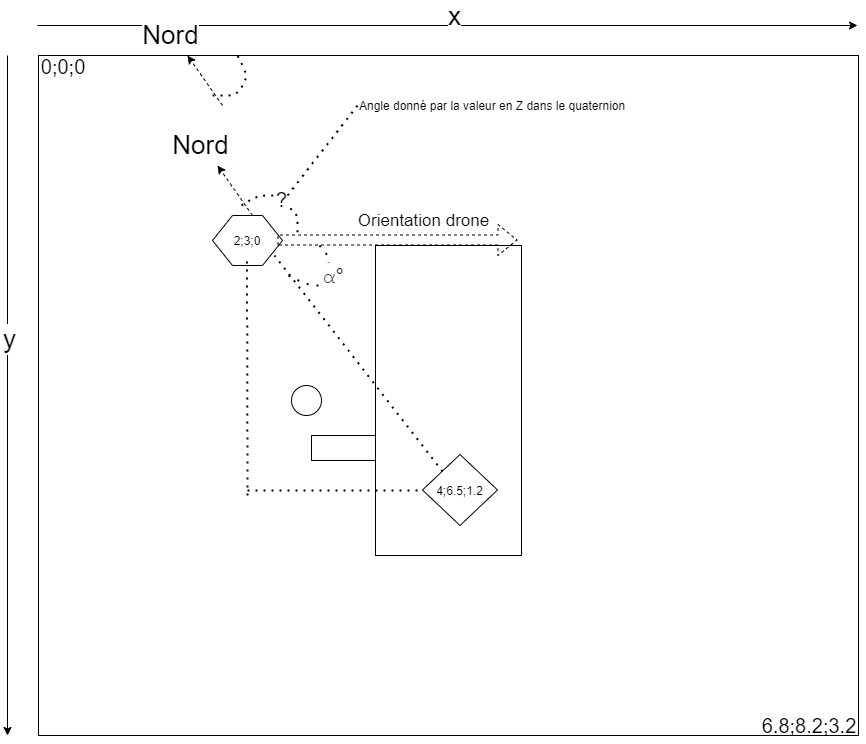 x
Nord
0;0;0
Angle donné par la valeur en Z dans le quaternion
Nord
?
Orientation drone
2;3;0
α°
y
4;6.5;1.2
6.8;8.2;3.2